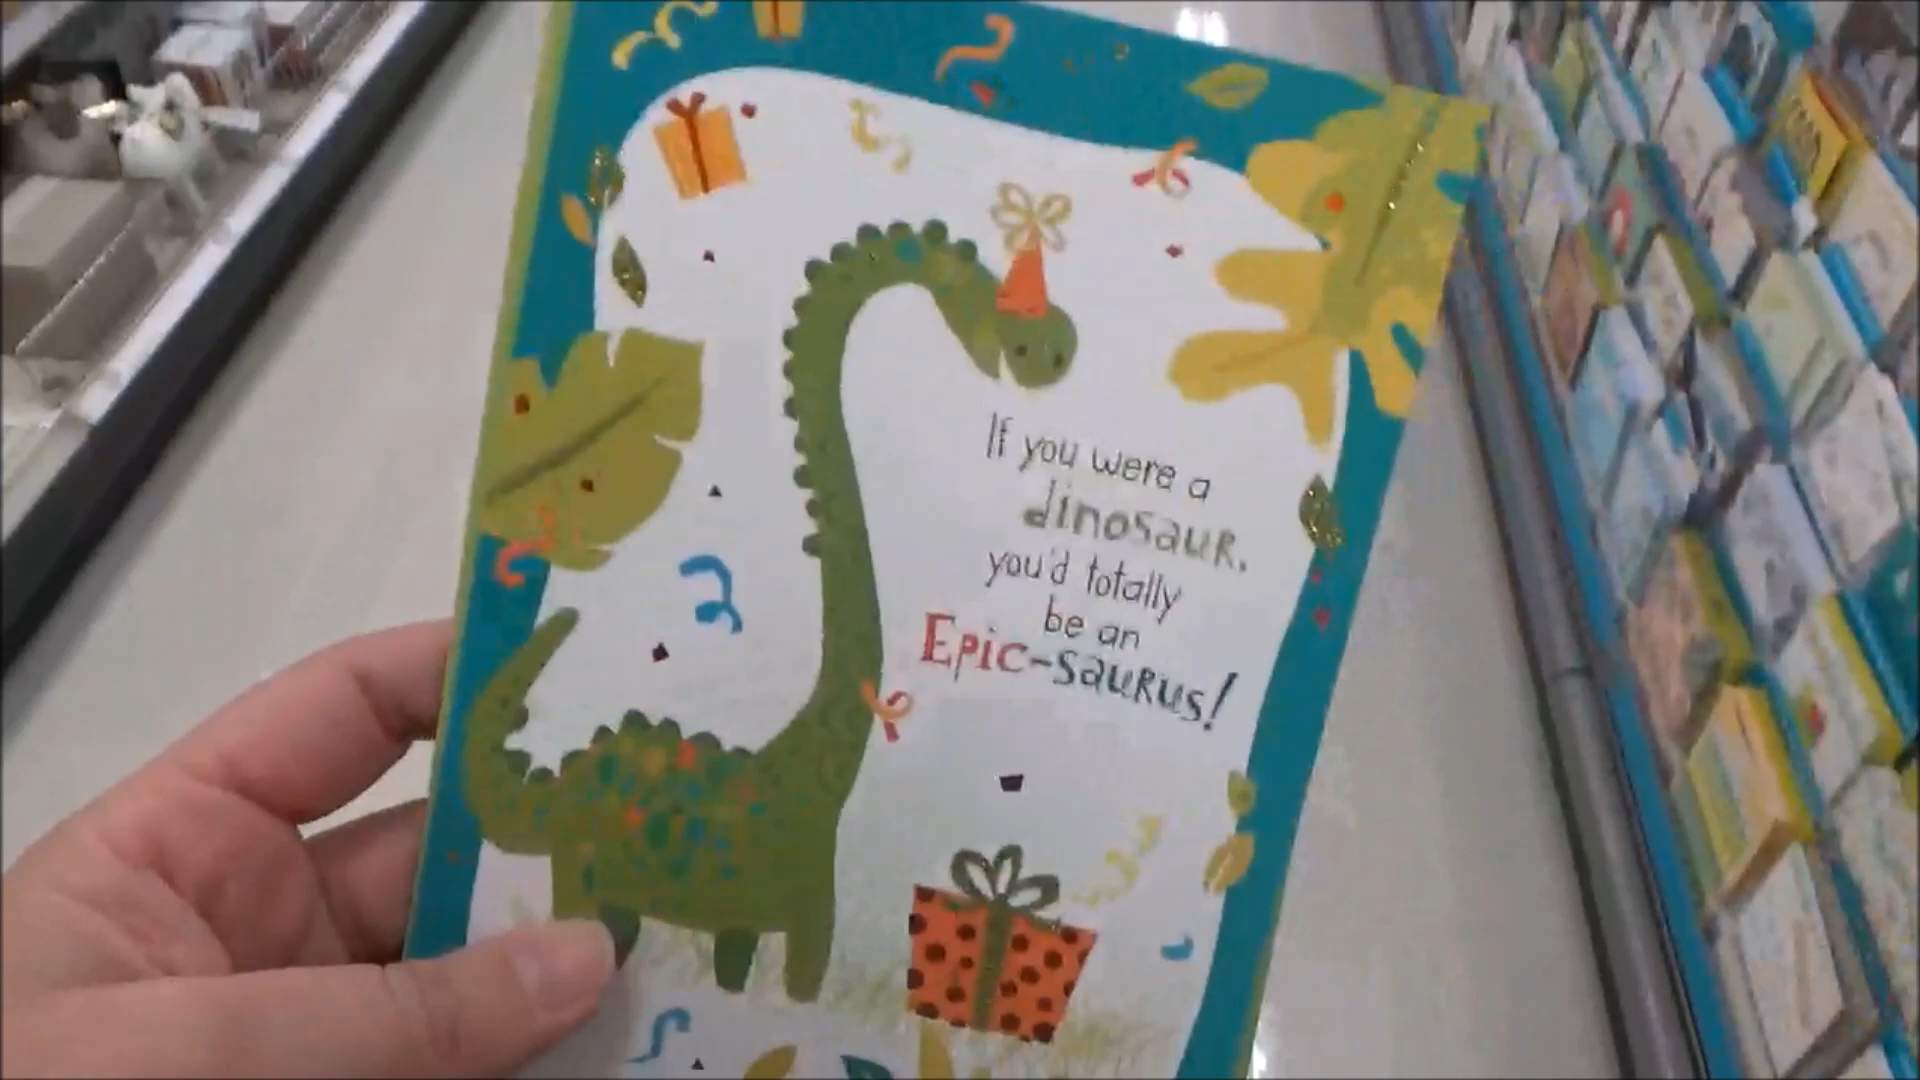 If you were a
dinosaur,
you'd totally
be an
Epic-saurus!